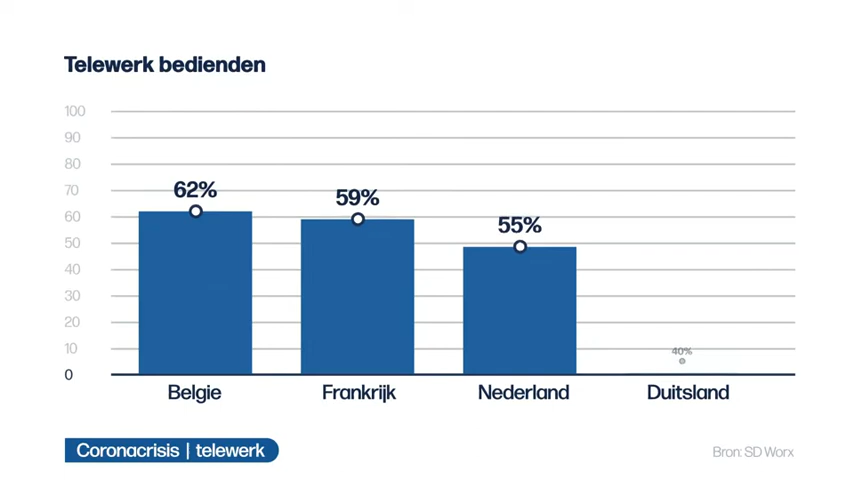 Telewerk bedienden
100
90
80
70
60
50
40
30
20
10
0
62%
59%
55%
40%
Belgie
Frankrijk
Nederland
Duitsland
Coronacrisis | telewerk
Bron: SD Worx